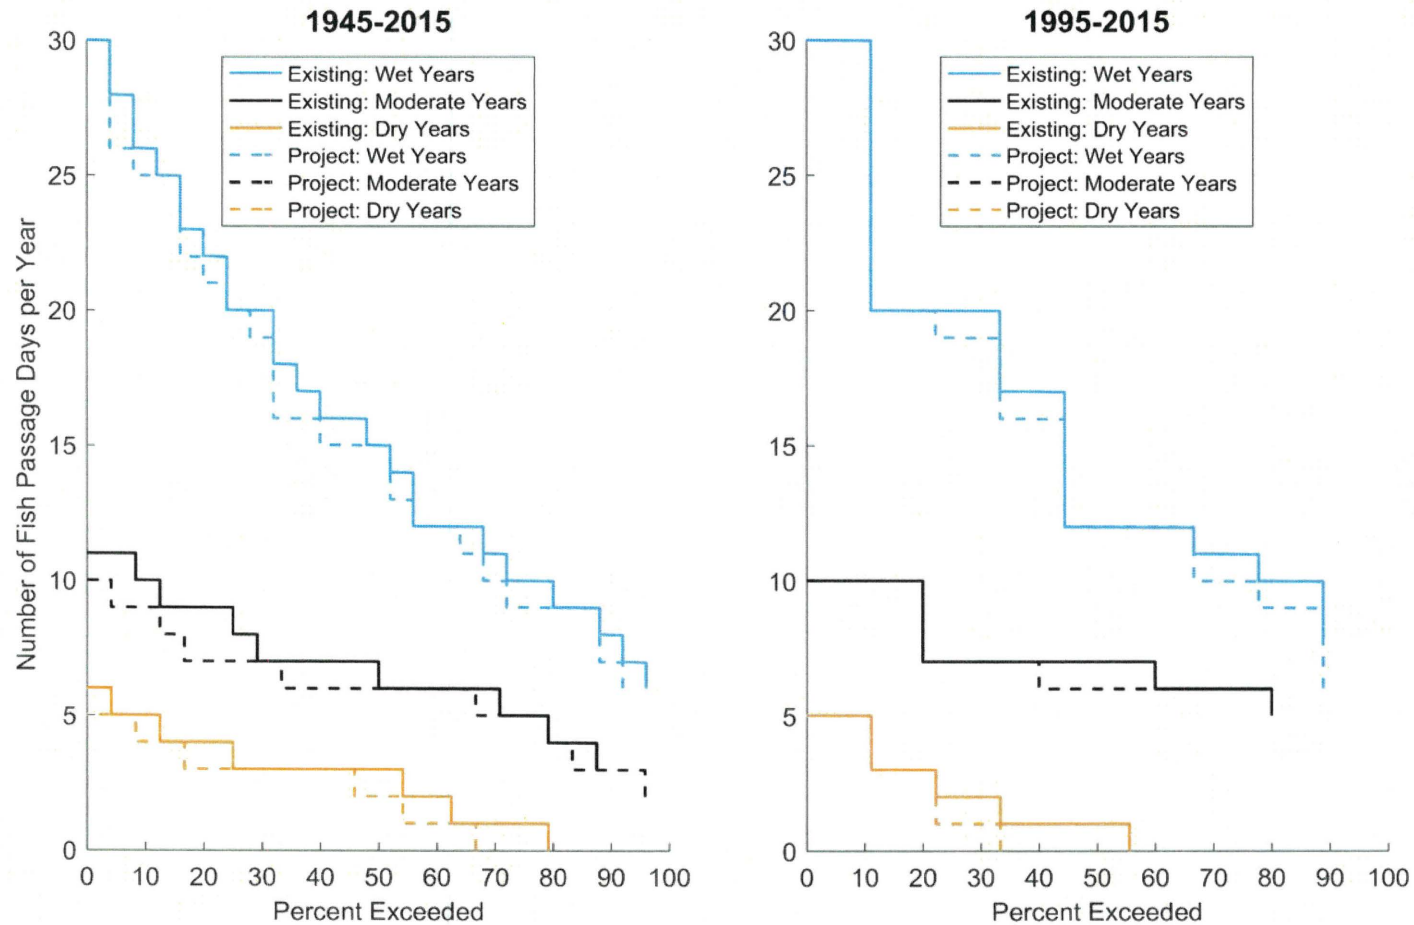 1945-2015
Number of Fish Passage Days per Year
30
25
20
15
10
5
0
Existing: Wet Years
Existing: Moderate Years
Existing: Dry Years
Project: Wet Years
Project: Moderate Years
Project: Dry Years
0 10 20 30 40 50 60 70 80 90 100
Percent Exceeded
1995-2015
30
25
20
15
10
5
0
Existing: Wet Years
Existing: Moderate Years
Existing: Dry Years
Project: Wet Years
Project: Moderate Years
Project: Dry Years
0 10 20 30 40 50 60 70 80 90 100
Percent Exceeded